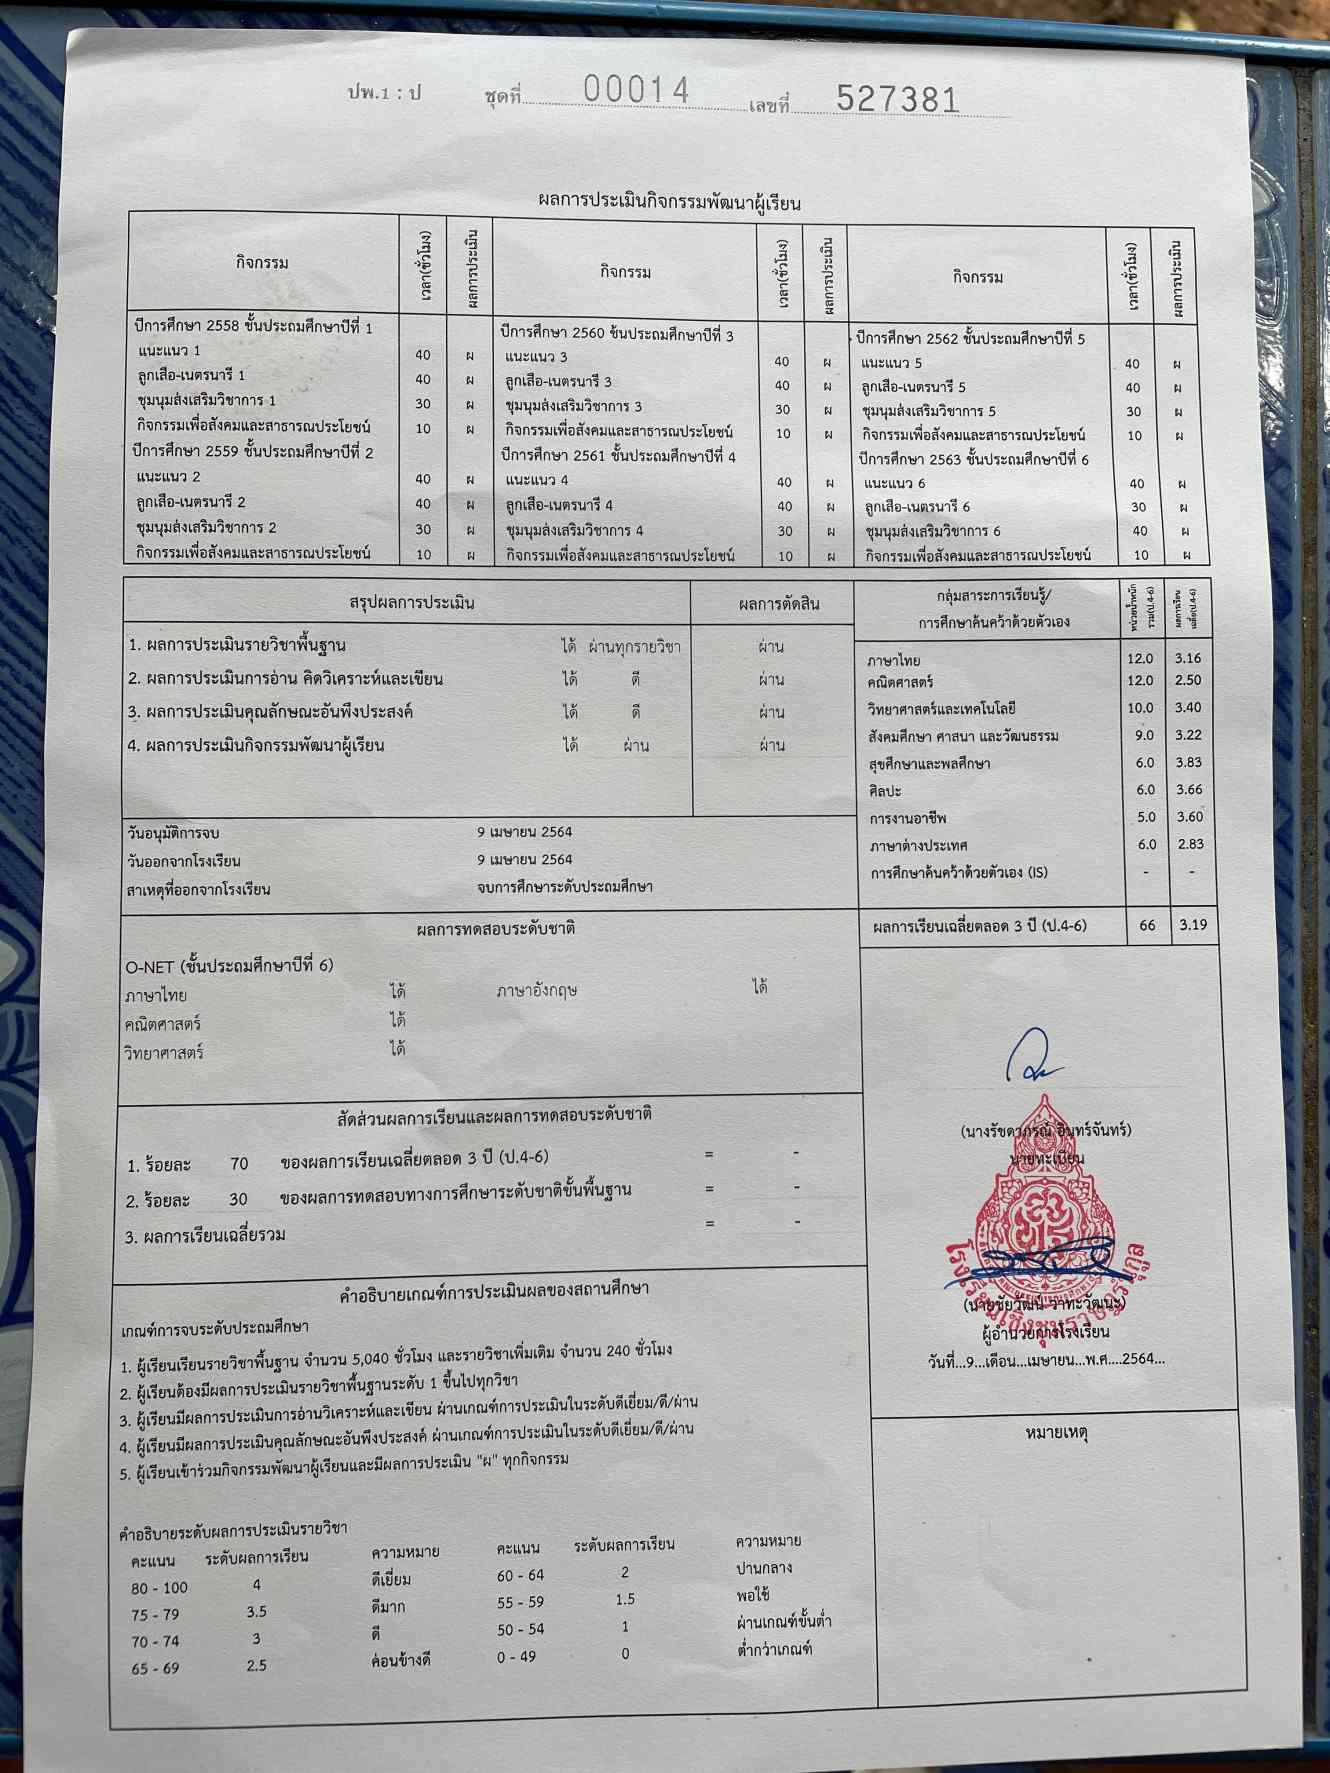 ปพ.1 : ป ชุดที่ 00014 เลขที่ 527381
ผลการประเมินกิจกรรมพัฒนาผู้เรียน
กิจกรรม เวลา(ชั่วโมง) ผลการประเมิน กิจกรรม เวลา(ชั่วโมง) ผลการประเมิน กิจกรรม เวลา(ชั่วโมง) ผลการประเมิน
ปีการศึกษา 2558 ชั้นประถมศึกษาปีที่ 1
แนะแนว 1 40 ผ
ลูกเสือ-เนตรนารี 1 40 ผ
ชุมนุมส่งเสริมวิชาการ 1 30 ผ
กิจกรรมเพื่อสังคมและสาธารณประโยชน์ 10 ผ
ปีการศึกษา 2559 ชั้นประถมศึกษาปีที่ 2
แนะแนว 2 40 ผ
ลูกเสือ-เนตรนารี 2 40 ผ
ชุมนุมส่งเสริมวิชาการ 2 30 ผ
กิจกรรมเพื่อสังคมและสาธารณประโยชน์ 10 ผ
ปีการศึกษา 2560 ชั้นประถมศึกษาปีที่ 3
แนะแนว 3 40 ผ
ลูกเสือ-เนตรนารี 3 40 ผ
ชุมนุมส่งเสริมวิชาการ 3 30 ผ
กิจกรรมเพื่อสังคมและสาธารณประโยชน์ 10 ผ
ปีการศึกษา 2561 ชั้นประถมศึกษาปีที่ 4
แนะแนว 4 40 ผ
ลูกเสือ-เนตรนารี 4 40 ผ
ชุมนุมส่งเสริมวิชาการ 4 30 ผ
กิจกรรมเพื่อสังคมและสาธารณประโยชน์ 10 ผ
ปีการศึกษา 2562 ชั้นประถมศึกษาปีที่ 5
แนะแนว 5 40 ผ
ลูกเสือ-เนตรนารี 5 40 ผ
ชุมนุมส่งเสริมวิชาการ 5 30 ผ
กิจกรรมเพื่อสังคมและสาธารณประโยชน์ 10 ผ
ปีการศึกษา 2563 ชั้นประถมศึกษาปีที่ 6
แนะแนว 6 40 ผ
ลูกเสือ-เนตรนารี 6 30 ผ
ชุมนุมส่งเสริมวิชาการ 6 40 ผ
กิจกรรมเพื่อสังคมและสาธารณประโยชน์ 10 ผ
สรุปผลการประเมิน ผลการตัดสิน
1. ผลการประเมินรายวิชาพื้นฐาน ได้ ผ่านทุกรายวิชา ผ่าน
2. ผลการประเมินการอ่าน คิดวิเคราะห์และเขียน ได้ ดี ผ่าน
3. ผลการประเมินคุณลักษณะอันพึงประสงค์ ได้ ดี ผ่าน
4. ผลการประเมินกิจกรรมพัฒนาผู้เรียน ได้ ผ่าน ผ่าน
วันอนุมัติการจบ 9 เมษายน 2564
วันออกจากโรงเรียน 9 เมษายน 2564
สาเหตุที่ออกจากโรงเรียน จบการศึกษาระดับประถมศึกษา
ผลการทดสอบระดับชาติ
O-NET (ชั้นประถมศึกษาปีที่ 6)
ภาษาไทย ได้ ภาษาอังกฤษ ได้
คณิตศาสตร์ ได้
วิทยาศาสตร์ ได้
สัดส่วนผลการเรียนและผลการทดสอบระดับชาติ
1. ร้อยละ 70 ของผลการเรียนเฉลี่ยตลอด 3 ปี (ป.4-6) = -
2. ร้อยละ 30 ของผลการทดสอบทางการศึกษาระดับชาติขั้นพื้นฐาน = -
3. ผลการเรียนเฉลี่ยรวม = -
คำอธิบายเกณฑ์การประเมินผลของสถานศึกษา
เกณฑ์การจบระดับประถมศึกษา
1. ผู้เรียนเรียนรายวิชาพื้นฐาน จำนวน 5,040 ชั่วโมง และรายวิชาเพิ่มเติม จำนวน 240 ชั่วโมง
2. ผู้เรียนต้องมีผลการประเมินรายวิชาพื้นฐานระดับ 1 ขึ้นไปทุกวิชา
3. ผู้เรียนมีผลการประเมินการอ่านวิเคราะห์และเขียน ผ่านเกณฑ์การประเมินในระดับดีเยี่ยม/ดี/ผ่าน
4. ผู้เรียนมีผลการประเมินคุณลักษณะอันพึงประสงค์ ผ่านเกณฑ์การประเมินในระดับดีเยี่ยม/ดี/ผ่าน
5. ผู้เรียนเข้าร่วมกิจกรรมพัฒนาผู้เรียนและมีผลการประเมิน "ผ" ทุกกิจกรรม
คำอธิบายระดับผลการประเมินรายวิชา
คะแนน ระดับผลการเรียน ความหมาย คะแนน ระดับผลการเรียน ความหมาย
80 - 100 4 ดีเยี่ยม 60 - 64 2 ปานกลาง
75 - 79 3.5 ดีมาก 55 - 59 1.5 พอใช้
70 - 74 3 ดี 50 - 54 1 ผ่านเกณฑ์ขั้นต่ำ
65 - 69 2.5 ค่อนข้างดี 0 - 49 0 ต่ำกว่าเกณฑ์
กลุ่มสาระการเรียนรู้/
การศึกษาค้นคว้าด้วยตัวเอง
หน่วยน้ำหนัก
รวม(ป.4-6)
ผลการเรียน
เฉลี่ย(ป.4-6)
ภาษาไทย 12.0 3.16
คณิตศาสตร์ 12.0 2.50
วิทยาศาสตร์และเทคโนโลยี 10.0 3.40
สังคมศึกษา ศาสนา และวัฒนธรรม 9.0 3.22
สุขศึกษาและพลศึกษา 6.0 3.83
ศิลปะ 6.0 3.66
การงานอาชีพ 5.0 3.60
ภาษาต่างประเทศ 6.0 2.83
การศึกษาค้นคว้าด้วยตัวเอง (IS) - -
ผลการเรียนเฉลี่ยตลอด 3 ปี (ป.4-6) 66 3.19
(นางรัชดาภรณ์ อินทร์จันทร์)
นายทะเบียน
โรงเรียนเชิงชุมราษฎร์นุกูล
(นายชัยวัฒน์ วาทะวัฒนะ)
ผู้อำนวยการโรงเรียน
วันที่...9...เดือน...เมษายน...พ.ศ....2564...
หมายเหตุ